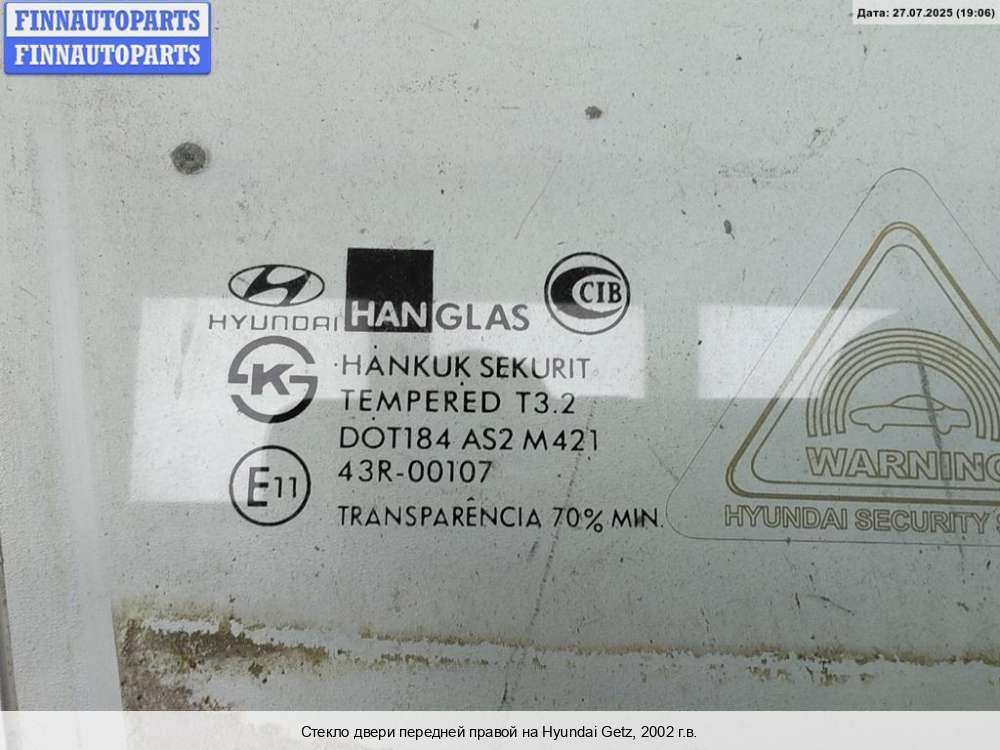 FINNAUTOPARTS
FINNAUTOPARTS
Дата: 27.07.2025 (19:06)
HYUNDAI
HANGLAS
CIB
K
HANKUK SEKURIT
TEMPERED T3.2
DOT184 AS2 M421
43R-00107
E11
TRANSPARÊNCIA 70% MIN.
WARNING
HYUNDAI SECURITY
Стекло двери передней правой на Hyundai Getz, 2002 г.в.